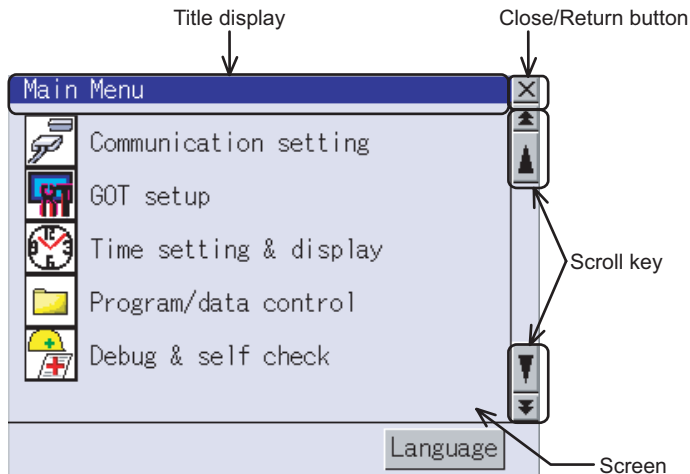 Title display
Close/Return button
Main Menu
Communication setting
GOT setup
Time setting & display
Scroll key
Program/data control
Debug & self check
Language
Screen